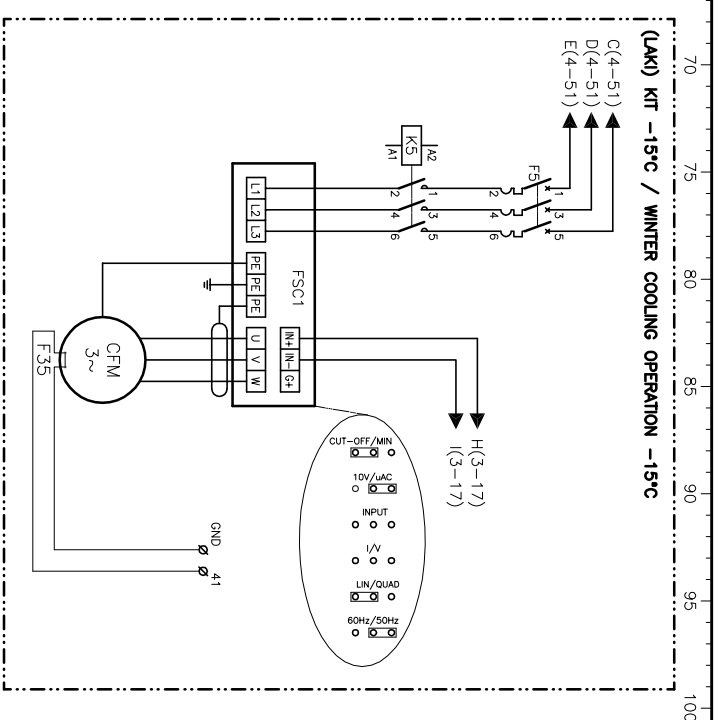 70
75
80
85
90
95
100
(LAKI) KIT -15°C / WINTER COOLING OPERATION -15°C
C(4-51)
D(4-51)
E(4-51)
F5
1
3
5
2
4
6
K5
A2
A1
1
3
5
2
4
6
H(3-17)
I(3-17)
L1
L2
L3
FSC1
IN+
IN-
G+
PE
PE
PE
U
V
W
CFM
3~
F35
CUT-OFF/MIN
10V/uAC
INPUT
I/V
LIN/QUAD
60Hz/50Hz
GND
41